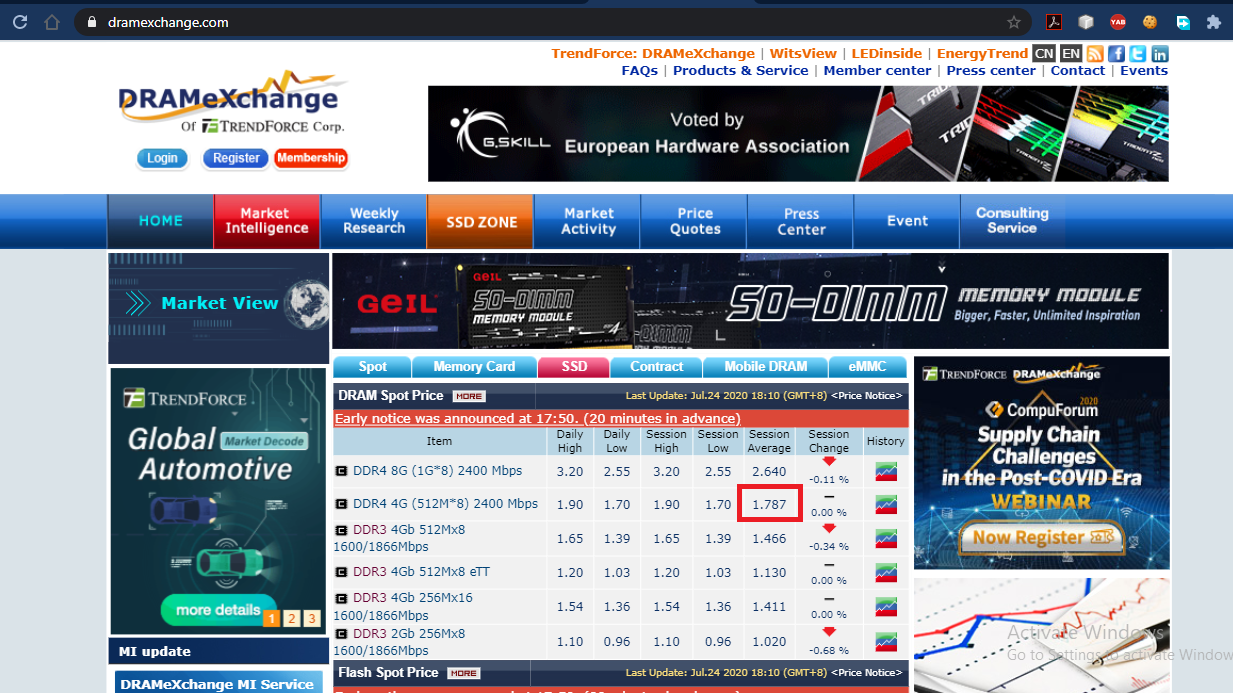 dramexchange.com
TrendForce: DRAMeXchange | WitsView | LEDinside | EnergyTrend CN EN
FAQs | Products & Service | Member center | Press center | Contact | Events
DRAMeXchange
Of TRENDFORCE Corp.
Login Register Membership
G.SKILL
Voted by
European Hardware Association
HOME
Market Intelligence
Weekly Research
SSD ZONE
Market Activity
Price Quotes
Press Center
Event
Consulting Service
Market View
GEIL
GEIL
SO-DIMM
MEMORY MODULE
SO-DIMM MEMORY MODULE
Bigger, Faster, Unlimited Inspiration
TRENDFORCE
Global Market Decode
Automotive
more details 1 2 3
MI update
DRAMeXchange MI Service
Spot Memory Card SSD Contract Mobile DRAM eMMC
DRAM Spot Price MORE Last Update: Jul.24 2020 18:10 (GMT+8) <Price Notice>
Early notice was announced at 17:50. (20 minutes in advance)
Item Daily High Daily Low Session High Session Low Session Average Session Change History
DDR4 8G (1G*8) 2400 Mbps 3.20 2.55 3.20 2.55 2.640 -0.11 %
DDR4 4G (512M*8) 2400 Mbps 1.90 1.70 1.90 1.70 1.787 0.00 %
DDR3 4Gb 512Mx8 1600/1866Mbps 1.65 1.39 1.65 1.39 1.466 -0.34 %
DDR3 4Gb 512Mx8 eTT 1.20 1.03 1.20 1.03 1.130 0.00 %
DDR3 4Gb 256Mx16 1600/1866Mbps 1.54 1.36 1.54 1.36 1.411 0.00 %
DDR3 2Gb 256Mx8 1600/1866Mbps 1.10 0.96 1.10 0.96 1.020 -0.68 %
Flash Spot Price MORE Last Update: Jul.24 2020 18:10 (GMT+8) <Price Notice>
TRENDFORCE DRAMeXchange
CompuForum 2020
Supply Chain
Challenges
in the Post-COVID Era
WEBINAR
Now Register
Activate Windows
Go to Settings to activate Window